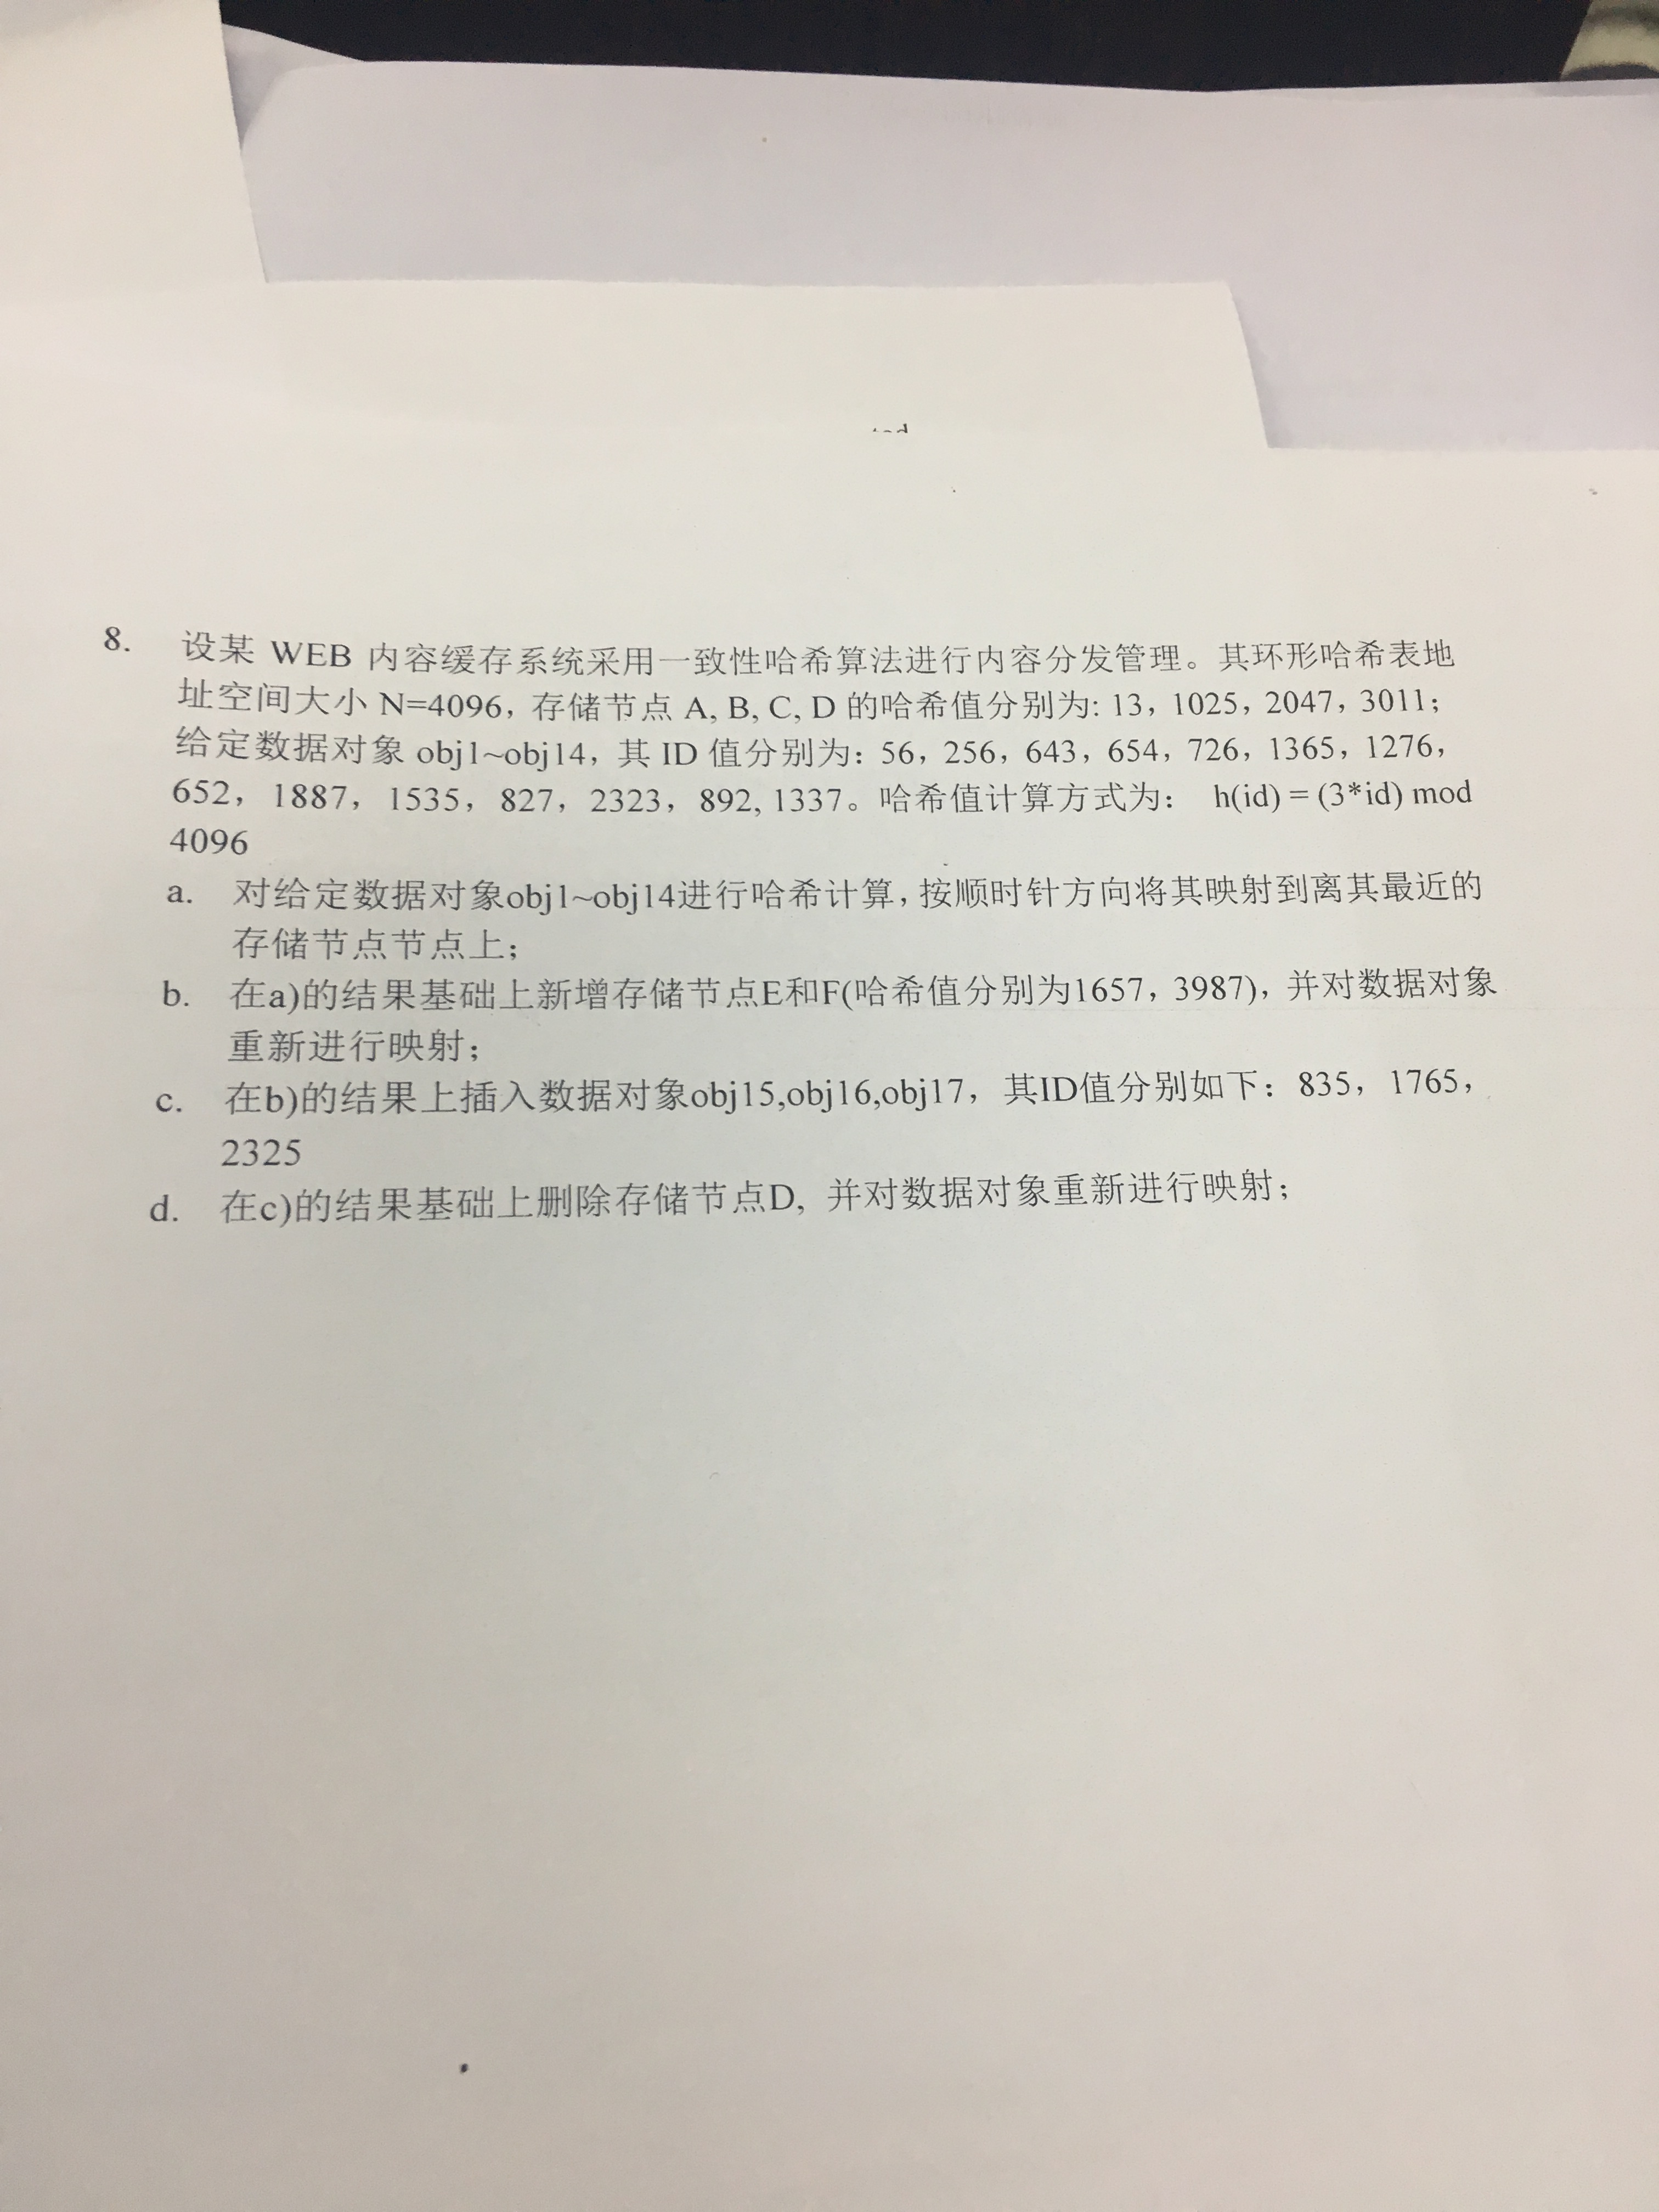 8. 设某 WEB 内容缓存系统采用一致性哈希算法进行内容分发管理。其环形哈希表地
址空间大小 N=4096，存储节点 A, B, C, D 的哈希值分别为: 13，1025，2047，3011；
给定数据对象 obj1~obj14，其 ID 值分别为：56，256，643，654，726，1365，1276，
652，1887，1535，827，2323，892, 1337。哈希值计算方式为： h(id) = (3*id) mod
4096
a. 对给定数据对象obj1~obj14进行哈希计算，按顺时针方向将其映射到离其最近的
存储节点节点上；
b. 在a)的结果基础上新增存储节点E和F(哈希值分别为1657，3987)，并对数据对象
重新进行映射；
c. 在b)的结果上插入数据对象obj15,obj16,obj17，其ID值分别如下：835，1765，
2325
d. 在c)的结果基础上删除存储节点D, 并对数据对象重新进行映射；